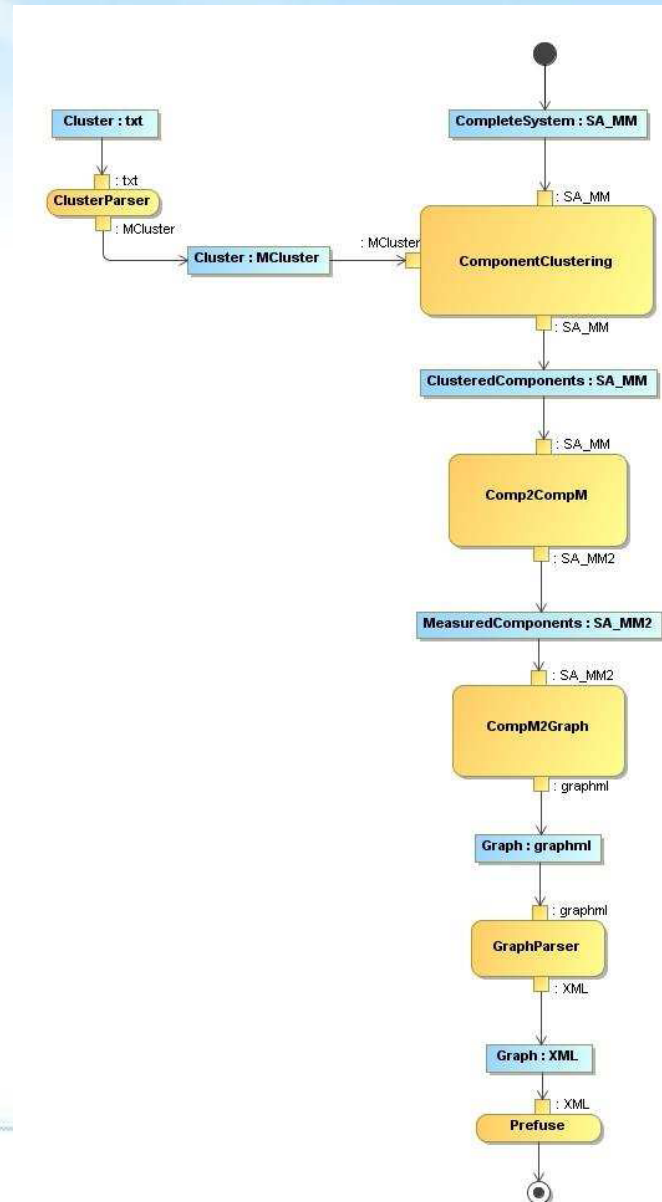 Cluster : txt
CompleteSystem : SA_MM
: txt
ClusterParser
: MCluster
Cluster : MCluster
: MCluster
: SA_MM
ComponentClustering
: SA_MM
ClusteredComponents : SA_MM
: SA_MM
Comp2CompM
: SA_MM2
MeasuredComponents : SA_MM2
: SA_MM2
CompM2Graph
: graphml
Graph : graphml
: graphml
GraphParser
: XML
Graph : XML
: XML
Prefuse